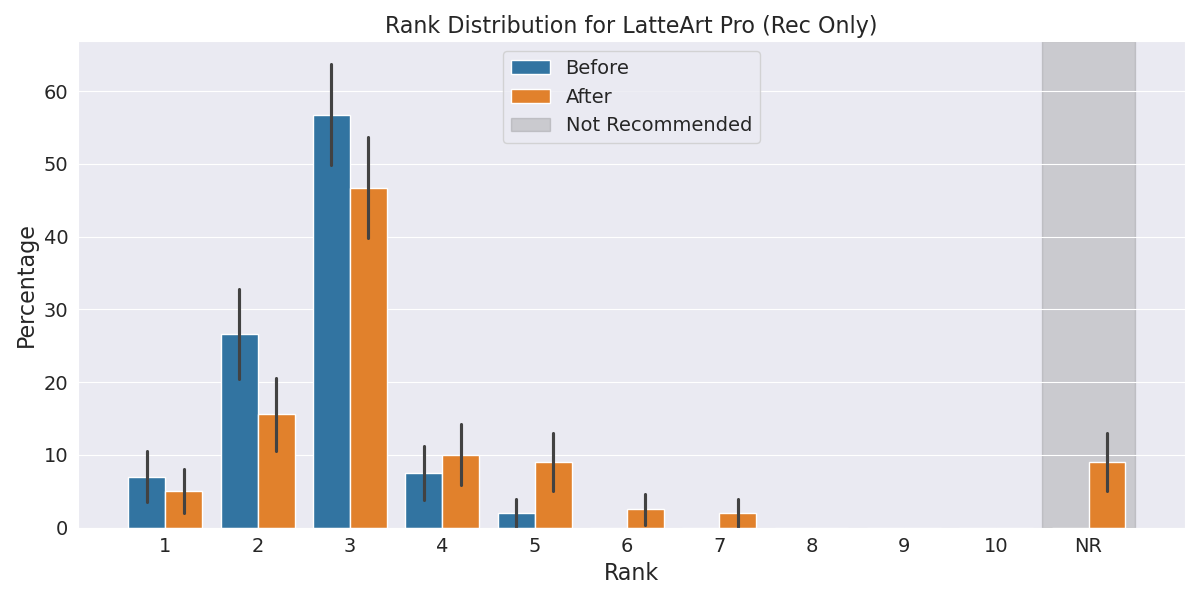 Rank Distribution for LatteArt Pro (Rec Only)
Before
After
Not Recommended
Percentage
60
50
40
30
20
10
0
1 2 3 4 5 6 7 8 9 10 NR
Rank